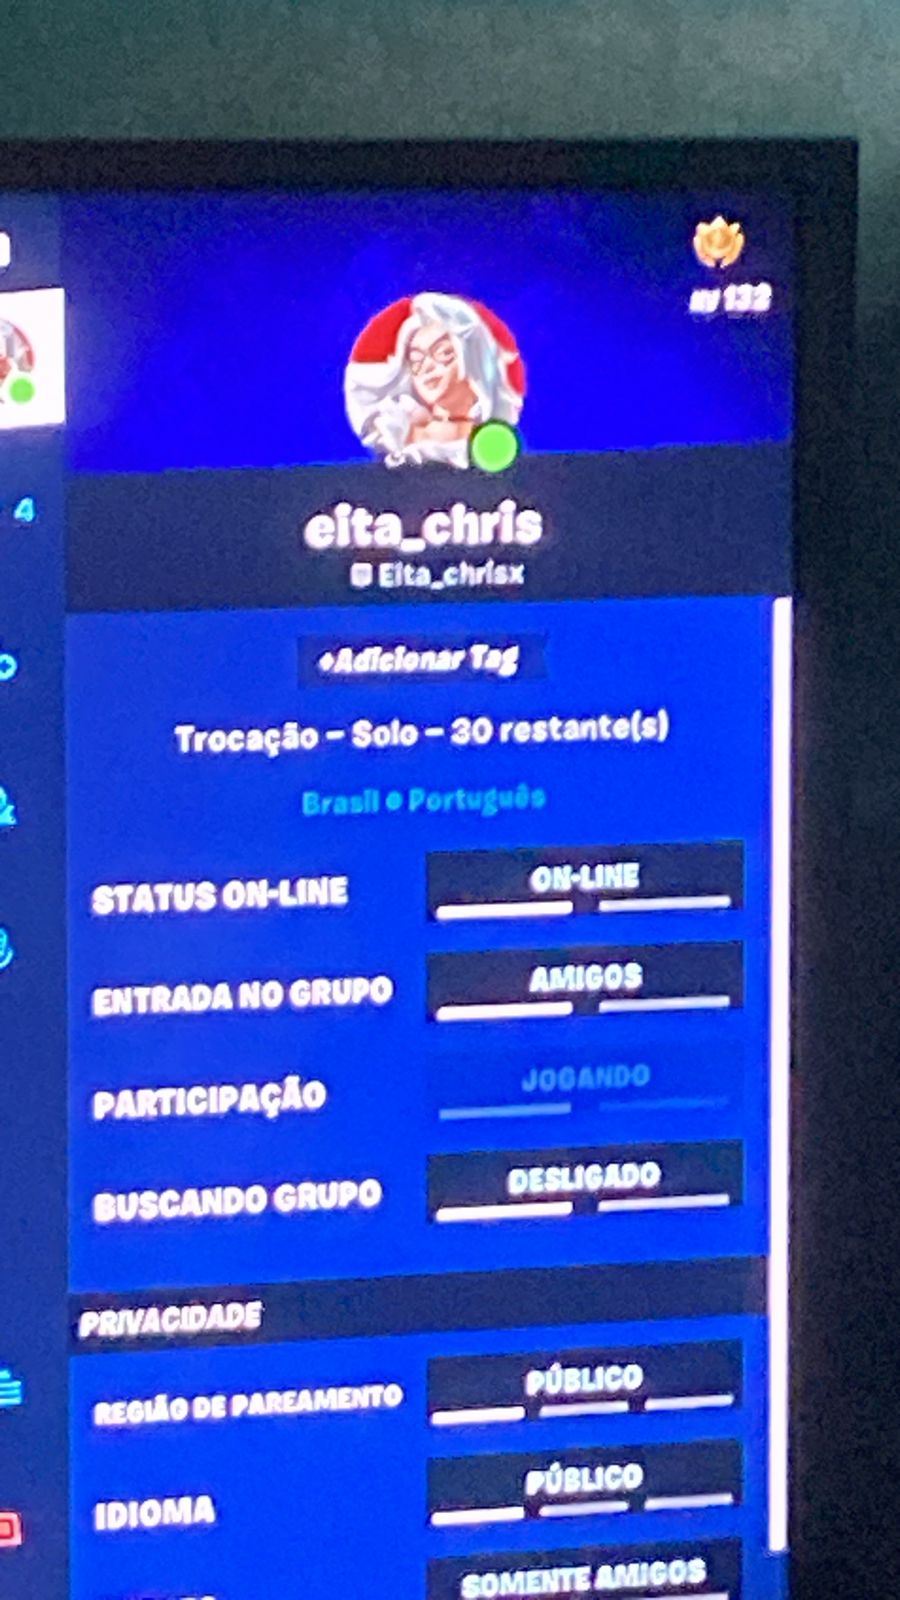 4
NV 132
eita_chris
Eita_chrisx
+Adicionar Tag
Trocação – Solo – 30 restante(s)
Brasil • Português
STATUS ON-LINE
ON-LINE
ENTRADA NO GRUPO
AMIGOS
PARTICIPAÇÃO
JOGANDO
BUSCANDO GRUPO
DESLIGADO
PRIVACIDADE
REGIÃO DE PAREAMENTO
PÚBLICO
IDIOMA
PÚBLICO
SOMENTE AMIGOS